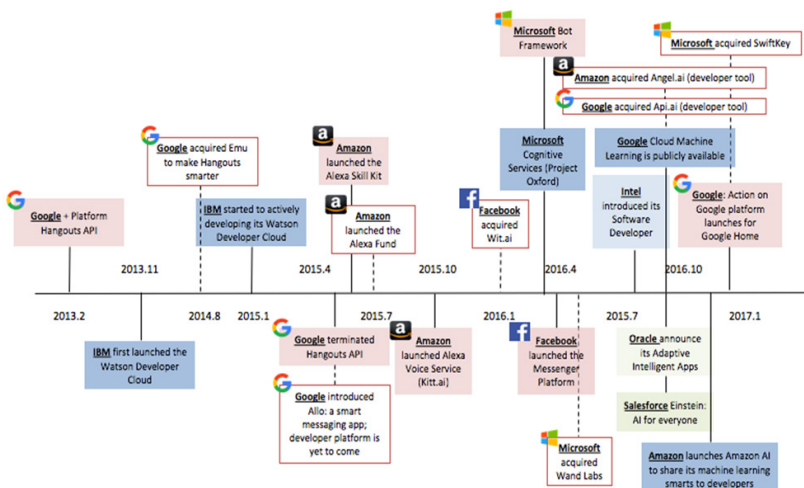 Microsoft Bot
Framework
Microsoft acquired SwiftKey
Amazon acquired Angel.ai (developer tool)
Google acquired Api.ai (developer tool)
Google acquired Emu
to make Hangouts
smarter
Amazon
launched the
Alexa Skill Kit
Microsoft
Cognitive
Services (Project
Oxford)
Google Cloud Machine
Learning is publicly available
Google + Platform
Hangouts API
IBM started to actively
developing its Watson
Developer Cloud
Amazon
launched the
Alexa Fund
Facebook
acquired
Wit.ai
Intel
introduced its
Software
Developer
Google: Action on
Google platform
launches for
Google Home
2013.11
2015.4
2015.10
2016.4
2016.10
2013.2
2014.8
2015.1
2015.7
2016.1
2015.7
2017.1
IBM first launched the
Watson Developer
Cloud
Google terminated
Hangouts API
Amazon
launched Alexa
Voice Service
(Kitt.ai)
Facebook
launched the
Messenger
Platform
Oracle announce
its Adaptive
Intelligent Apps
Google introduced
Allo: a smart
messaging app;
developer platform is
yet to come
Salesforce Einstein:
AI for everyone
Microsoft
acquired
Wand Labs
Amazon launches Amazon AI
to share its machine learning
smarts to developers